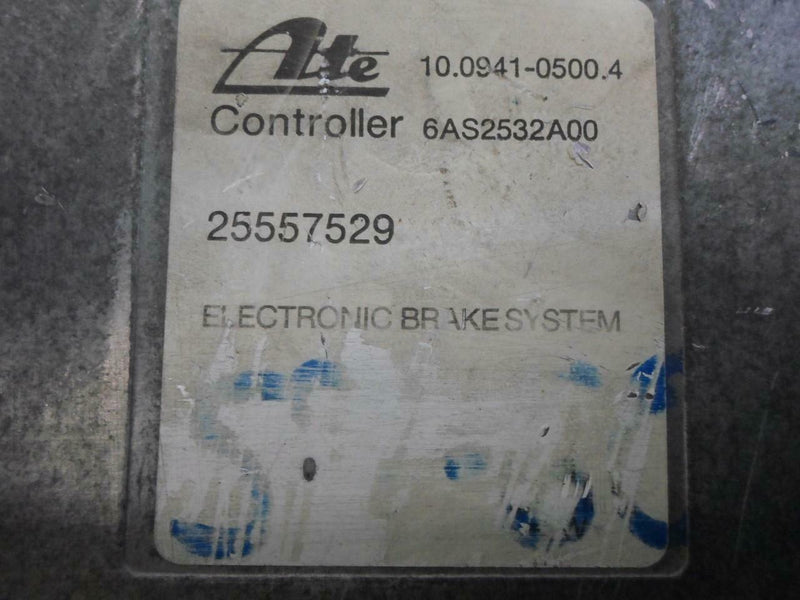 Ate 10.0941-0500.4
Controller 6AS2532A00
25557529
ELECTRONIC BRAKE SYSTEM